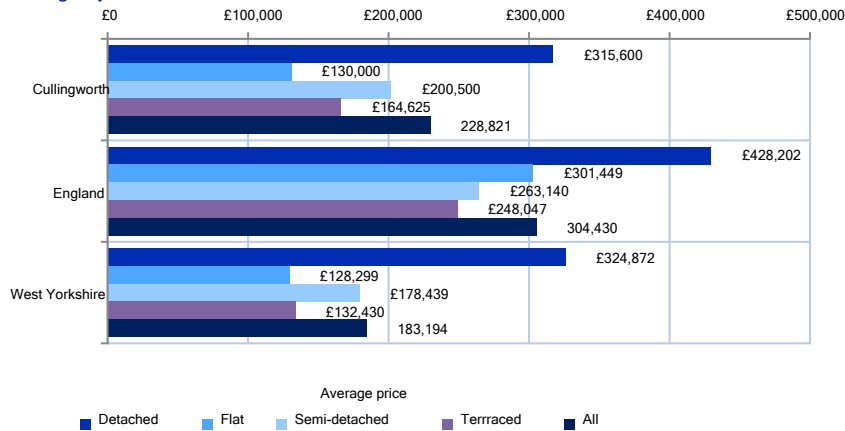 £0 £100,000 £200,000 £300,000 £400,000 £500,000
£315,600
£130,000
Cullingworth £200,500
£164,625
228,821
£428,202
£301,449
England £263,140
£248,047
304,430
£324,872
£128,299
West Yorkshire £178,439
£132,430
183,194
Average price
Detached Flat Semi-detached Terrraced All